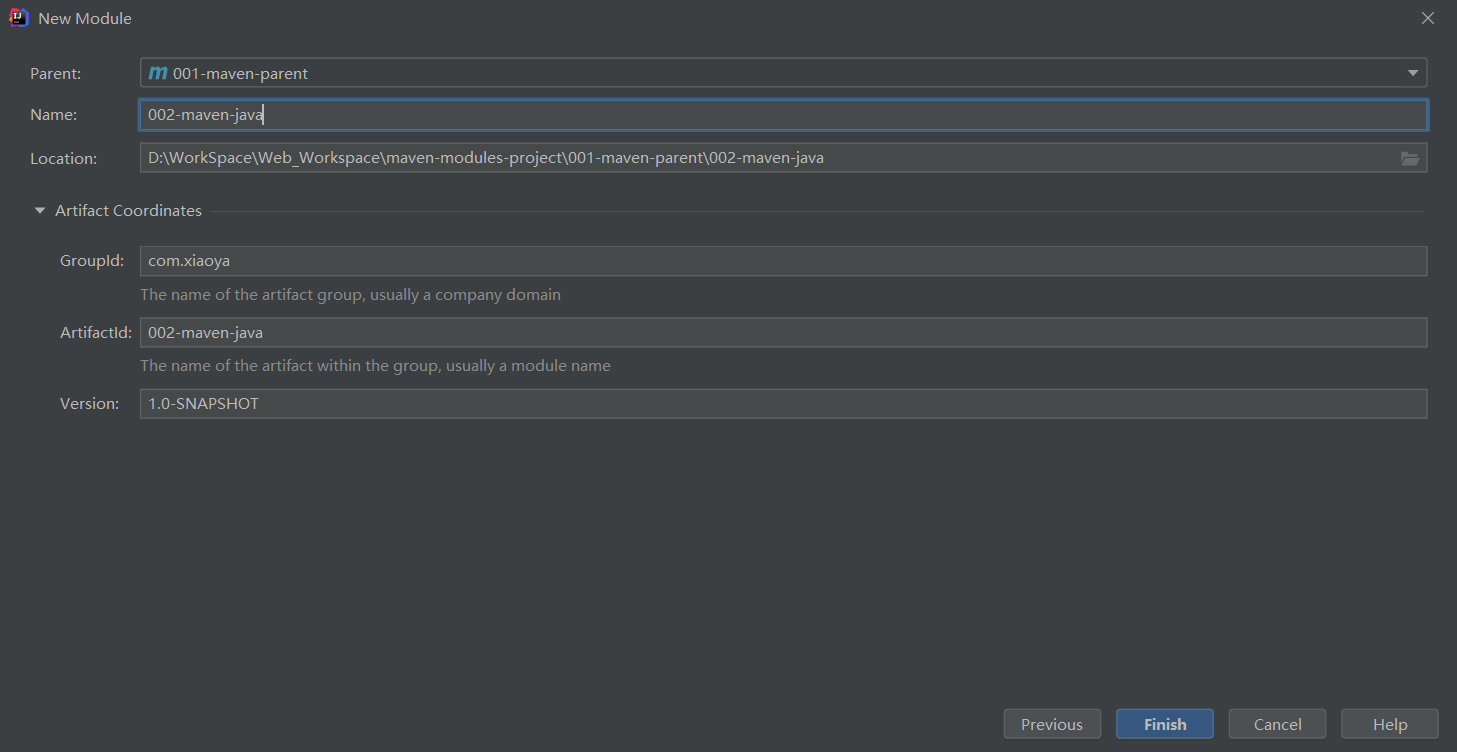 New Module
Parent: 001-maven-parent
Name: 002-maven-java
Location: D:\WorkSpace\Web_Workspace\maven-modules-project\001-maven-parent\002-maven-java
Artifact Coordinates
GroupId: com.xiaoya
The name of the artifact group, usually a company domain
ArtifactId: 002-maven-java
The name of the artifact within the group, usually a module name
Version: 1.0-SNAPSHOT
Previous Finish Cancel Help